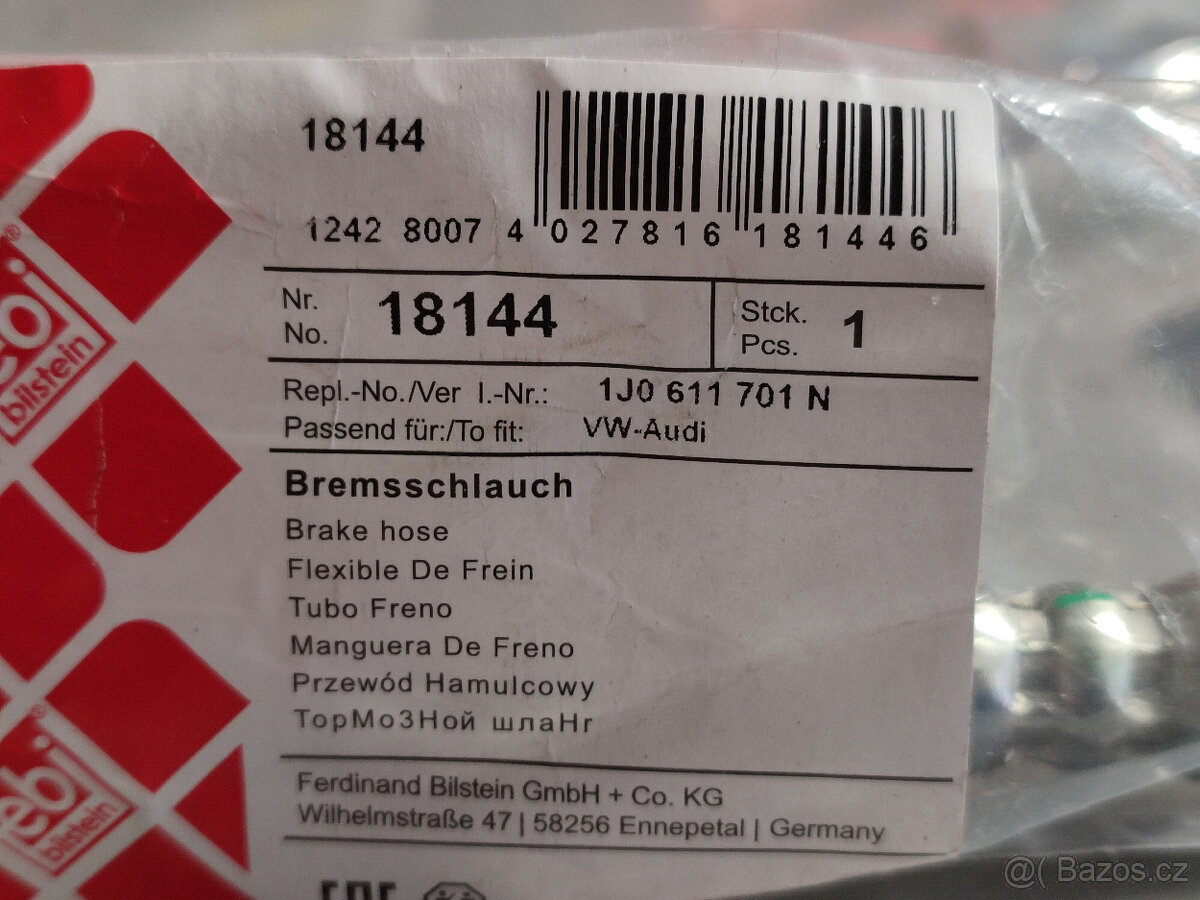 18144
1242 8007 4 027816 181446
Nr.
No.
18144
Stck.
Pcs.
1
Repl.-No./Ver l.-Nr.: 1J0 611 701 N
Passend für:/To fit: VW-Audi
Bremsschlauch
Brake hose
Flexible De Frein
Tubo Freno
Manguera De Freno
Przewód Hamulcowy
ТорМоЗНой шлаНг
Ferdinand Bilstein GmbH + Co. KG
Wilhelmstraße 47 | 58256 Ennepetal | Germany
bilstein
ebi
bilstein
@( Bazos.cz